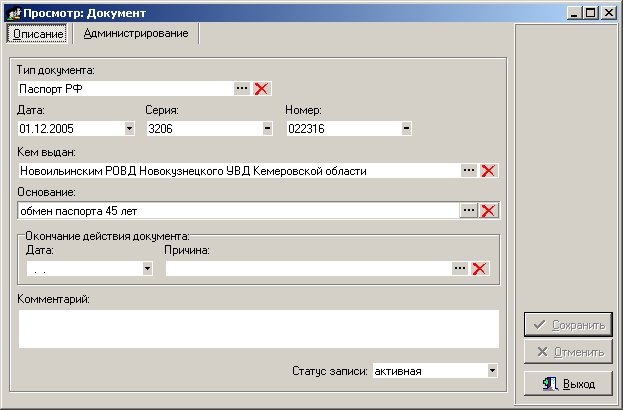 Просмотр: Документ
Описание Администрирование
Тип документа:
Паспорт РФ
Дата: Серия: Номер:
01.12.2005 3206 022316
Кем выдан:
Новоильинским РОВД Новокузнецкого УВД Кемеровской области
Основание:
обмен паспорта 45 лет
Окончание действия документа:
Дата: Причина:
. .
Комментарий:
Статус записи: активная
Сохранить
Отменить
Выход